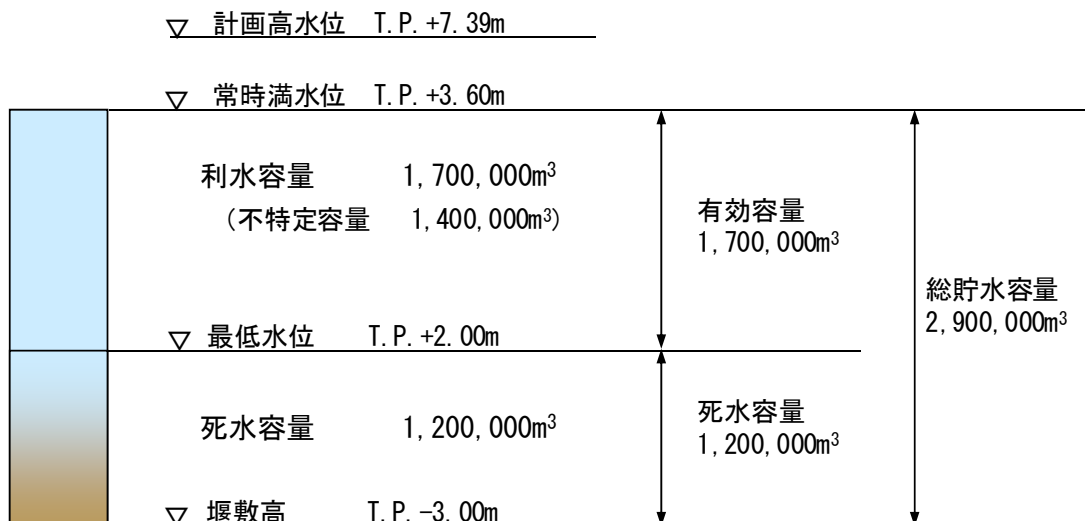 ▽ 計画高水位 T.P.+7.39m
▽ 常時満水位 T.P.+3.60m
利水容量 1,700,000m³
（不特定容量 1,400,000m³）
有効容量
1,700,000m³
総貯水容量
2,900,000m³
▽ 最低水位 T.P.+2.00m
死水容量 1,200,000m³
死水容量
1,200,000m³
▽ 堰敷高 T.P.-3.00m